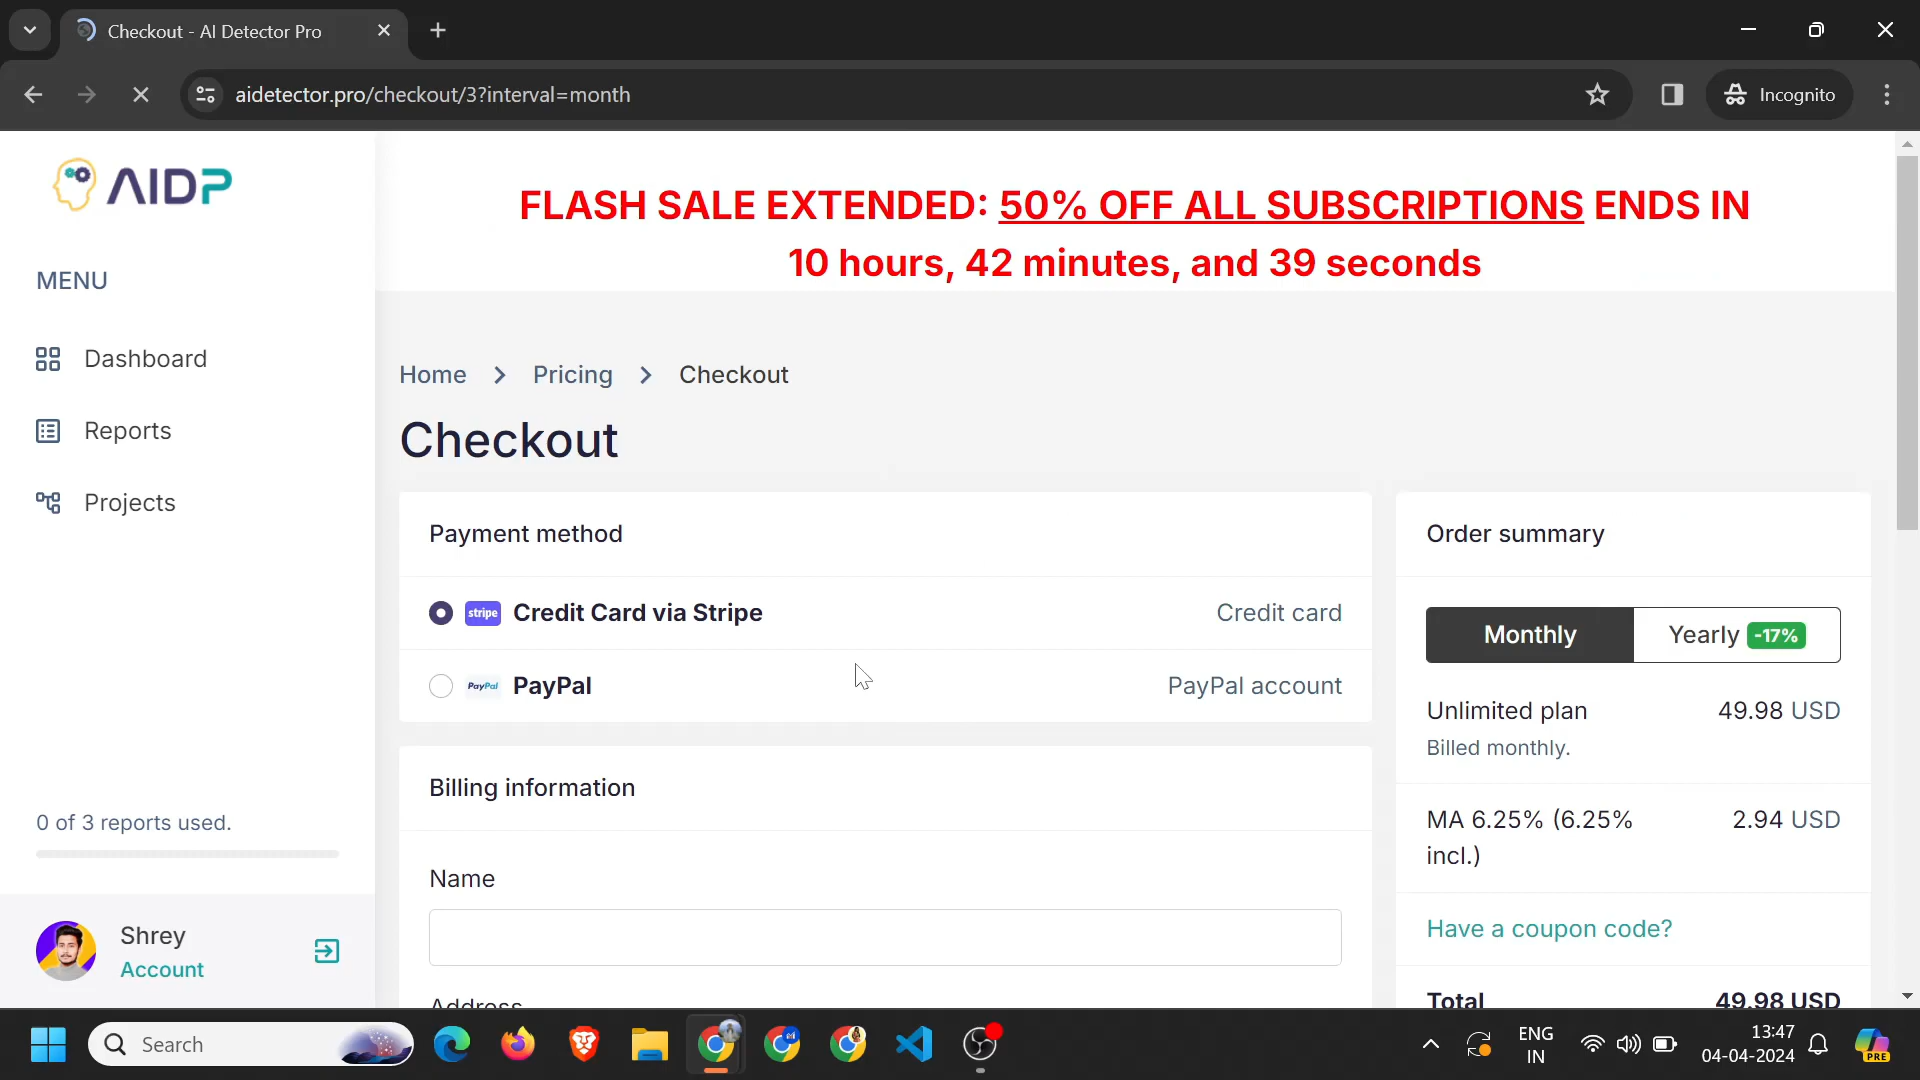 Checkout - AI Detector Pro
aidetector.pro/checkout/3?interval=month
Incognito
AIDP
FLASH SALE EXTENDED: 50% OFF ALL SUBSCRIPTIONS ENDS IN
10 hours, 42 minutes, and 39 seconds
MENU
Dashboard
Reports
Projects
0 of 3 reports used.
Shrey
Account
Home > Pricing > Checkout
Checkout
Payment method
stripe Credit Card via Stripe Credit card
PayPal PayPal PayPal account
Billing information
Name
Address
Order summary
Monthly Yearly -17%
Unlimited plan 49.98 USD
Billed monthly.
MA 6.25% (6.25% 2.94 USD
incl.)
Have a coupon code?
Total 49.98 USD
Search
ENG
IN
13:47
04-04-2024
PRE